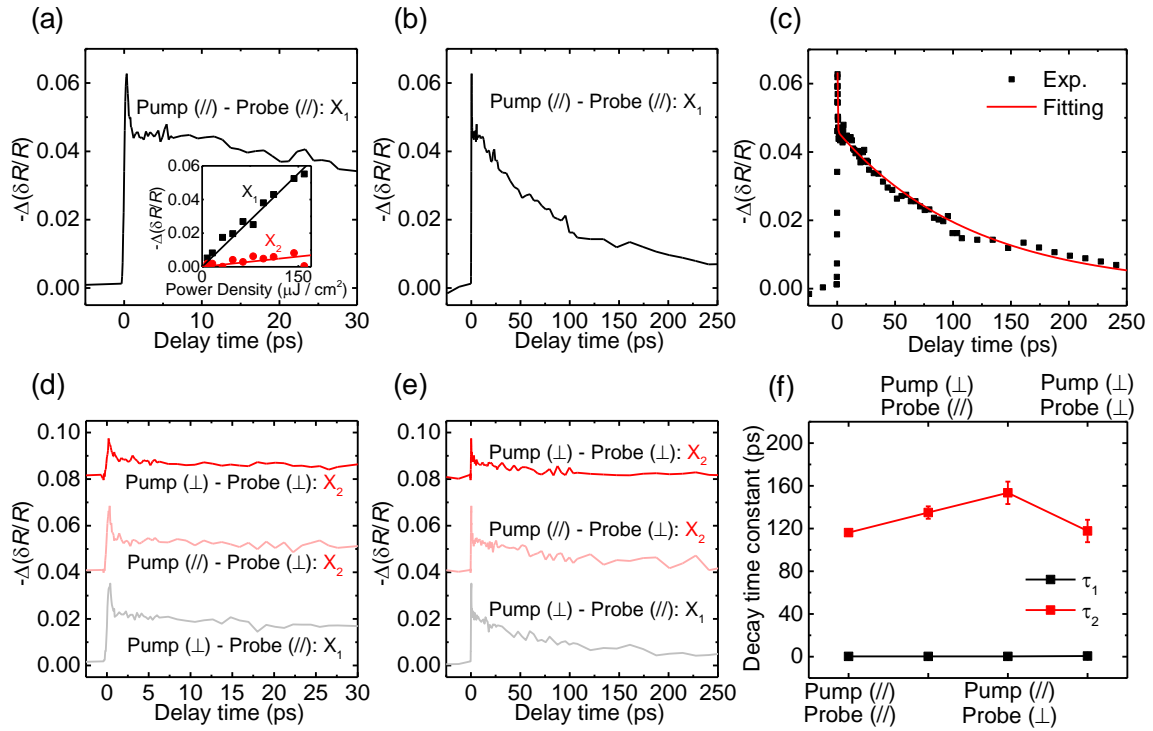 (a)
-Δ(δR/R)
0.06
0.04
0.02
0.00
Pump (//) - Probe (//): X₁
-Δ(δR/R)
0.06
0.04
0.02
0.00
X₁
X₂
0
150
Power Density (μJ / cm²)
0 10 20 30
Delay time (ps)
(b)
-Δ(δR/R)
0.06
0.04
0.02
0.00
Pump (//) - Probe (//): X₁
0 50 100 150 200 250
Delay time (ps)
(c)
-Δ(δR/R)
0.06
0.04
0.02
0.00
Exp.
Fitting
0 50 100 150 200 250
Delay time (ps)
(d)
-Δ(δR/R)
0.10
0.08
0.06
0.04
0.02
0.00
Pump (⊥) - Probe (⊥): X₂
Pump (//) - Probe (⊥): X₂
Pump (⊥) - Probe (//): X₁
0 5 10 15 20 25 30
Delay time (ps)
(e)
-Δ(δR/R)
0.10
0.08
0.06
0.04
0.02
0.00
Pump (⊥) - Probe (⊥): X₂
Pump (//) - Probe (⊥): X₂
Pump (⊥) - Probe (//): X₁
0 50 100 150 200 250
Delay time (ps)
(f)
Pump (⊥)
Probe (//)
Pump (⊥)
Probe (⊥)
Decay time constant (ps)
200
160
120
80
40
0
τ₁
τ₂
Pump (//)
Probe (//)
Pump (//)
Probe (⊥)